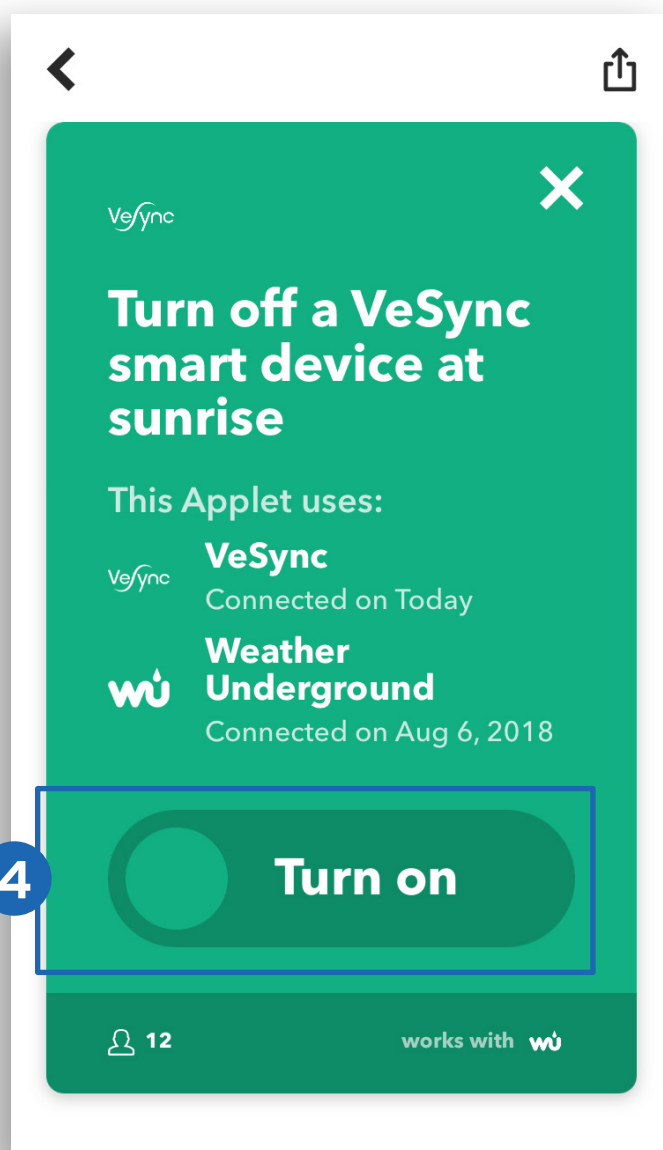 VeSync
Turn off a VeSync
smart device at
sunrise
This Applet uses:
VeSync
VeSync
Connected on Today
Weather
wu
Underground
Connected on Aug 6, 2018
4
Turn on
12
works with wu